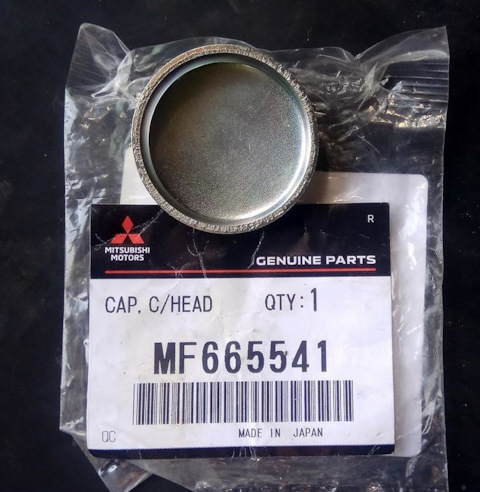 R
MITSUBISHI
MOTORS
GENUINE PARTS
CAP, C/HEAD QTY:1
MF665541
QC MADE IN JAPAN